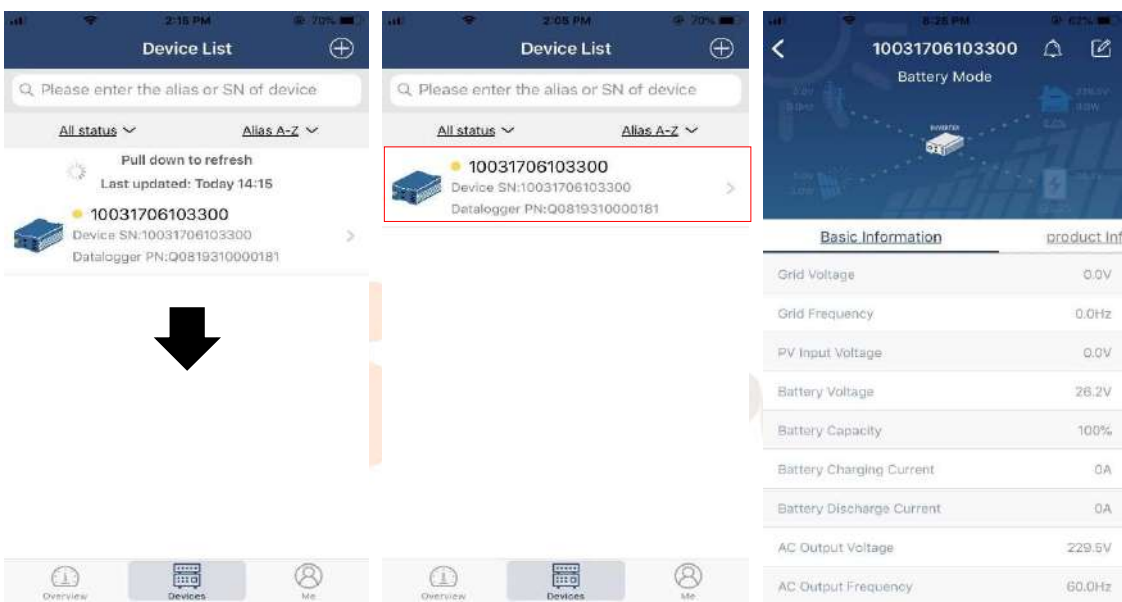 2:15 PM
70%
Device List
Please enter the alias or SN of device
All status
Alias A-Z
Pull down to refresh
Last updated: Today 14:15
10031706103300
Device SN:10031706103300
Datalogger PN:Q0819310000181
Overview
Devices
Me
2:05 PM
70%
Device List
Please enter the alias or SN of device
All status
Alias A-Z
10031706103300
Device SN:10031706103300
Datalogger PN:Q0819310000181
Overview
Devices
Me
8:25 PM
62%
10031706103300
Battery Mode
INVERTER
Basic Information
product Inf
Grid Voltage
0.0V
Grid Frequency
0.0Hz
PV Input Voltage
0.0V
Battery Voltage
26.2V
Battery Capacity
100%
Battery Charging Current
0A
Battery Discharge Current
0A
AC Output Voltage
229.5V
AC Output Frequency
60.0Hz